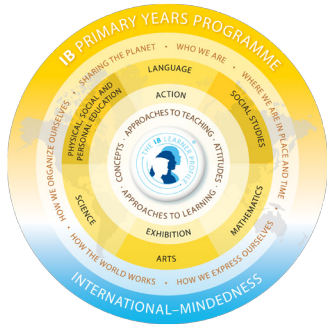 IB PRIMARY YEARS PROGRAMME
SHARING THE PLANET • WHO WE ARE • WHERE WE ARE IN PLACE AND TIME
HOW WE ORGANIZE OURSELVES • HOW THE WORLD WORKS • HOW WE EXPRESS OURSELVES
LANGUAGE
PHYSICAL, SOCIAL AND
PERSONAL EDUCATION
SOCIAL STUDIES
ACTION
APPROACHES TO TEACHING
CONCEPTS
ATTITUDES
THE IB LEARNER PROFILE
APPROACHES TO LEARNING
SCIENCE
MATHEMATICS
EXHIBITION
ARTS
INTERNATIONAL–MINDEDNESS